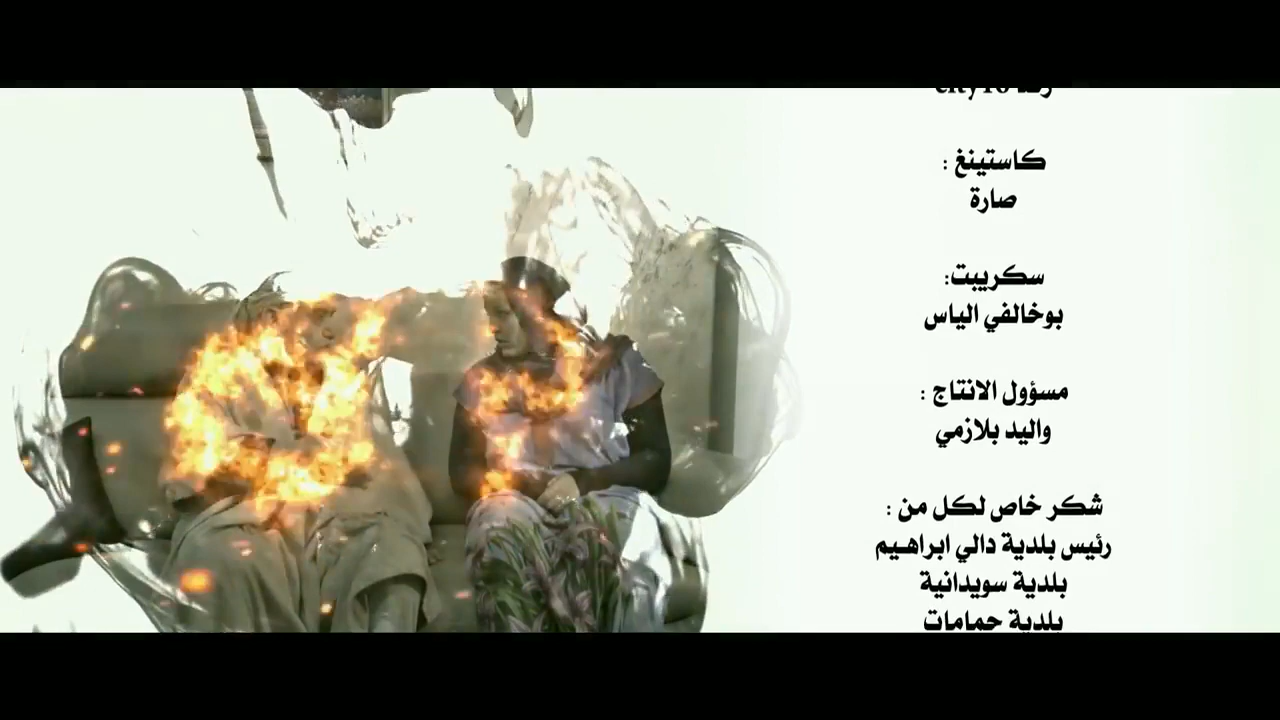 كاستينغ :
صارة
سكريبت:
بوخالفي الياس
مسؤول الانتاج :
واليد بلازمي
شكر خاص لكل من :
رئيس بلدية دالي ابراهيم
بلدية سويدانية
بلدية حمامات